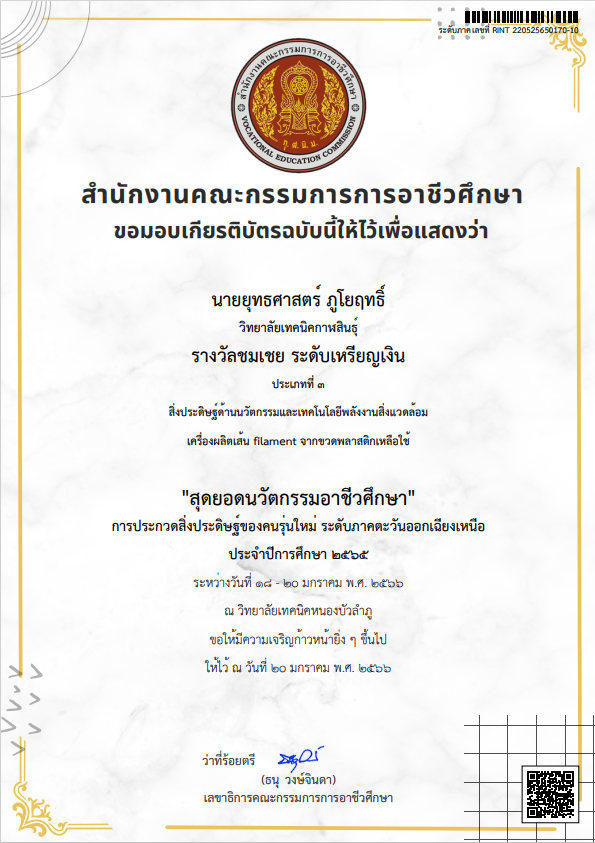 ระดับภาค เลขที่ RINT 220525650170-10
สำนักงานคณะกรรมการการอาชีวศึกษา
ก.ส.นิ.ม.
VOCATIONAL EDUCATION COMMISSION
สำนักงานคณะกรรมการการอาชีวศึกษา
ขอมอบเกียรติบัตรฉบับนี้ให้ไว้เพื่อแสดงว่า
นายยุทธศาสตร์ ภูโยฤทธิ์
วิทยาลัยเทคนิคกาฬสินธุ์
รางวัลชมเชย ระดับเหรียญเงิน
ประเภทที่ ๓
สิ่งประดิษฐ์ด้านนวัตกรรมและเทคโนโลยีพลังงานสิ่งแวดล้อม
เครื่องผลิตเส้น filament จากขวดพลาสติกเหลือใช้
"สุดยอดนวัตกรรมอาชีวศึกษา"
การประกวดสิ่งประดิษฐ์ของคนรุ่นใหม่ ระดับภาคตะวันออกเฉียงเหนือ
ประจำปีการศึกษา ๒๕๖๕
ระหว่างวันที่ ๑๘ - ๒๐ มกราคม พ.ศ. ๒๕๖๖
ณ วิทยาลัยเทคนิคหนองบัวลำภู
ขอให้มีความเจริญก้าวหน้ายิ่ง ๆ ขึ้นไป
ให้ไว้ ณ วันที่ ๒๐ มกราคม พ.ศ. ๒๕๖๖
ว่าที่ร้อยตรี
(ธนุ วงษ์จินดา)
เลขาธิการคณะกรรมการการอาชีวศึกษา